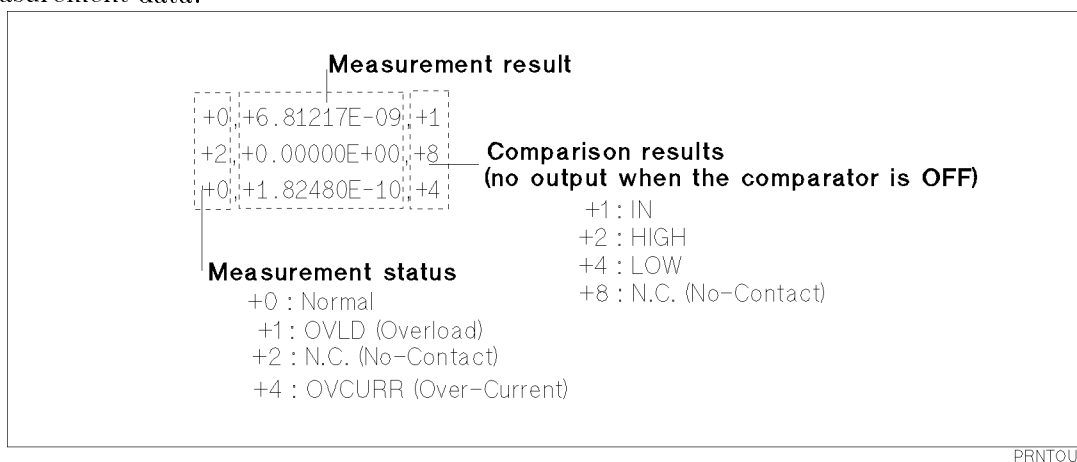 data.
Measurement result
+0,+6.81217E-09,+1
+2,+0.00000E+00,+8
+0,+1.82480E-10,+4
Comparison results
(no output when the comparator is OFF)
+1 : IN
+2 : HIGH
+4 : LOW
+8 : N.C. (No-Contact)
Measurement status
+0 : Normal
+1 : OVLD (Overload)
+2 : N.C. (No-Contact)
+4 : OVCURR (Over-Current)